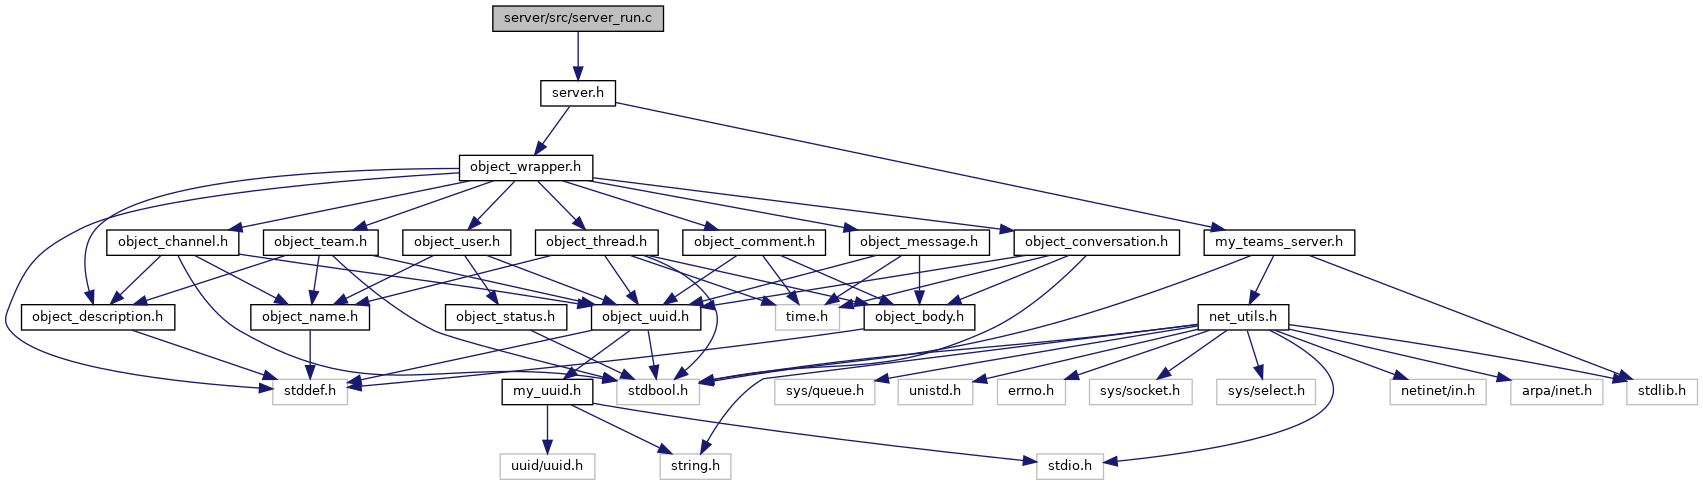 server/src/server_run.c
server.h
object_wrapper.h
object_channel.h
object_team.h
object_user.h
object_thread.h
object_comment.h
object_message.h
object_conversation.h
my_teams_server.h
object_description.h
object_name.h
object_status.h
object_uuid.h
time.h
object_body.h
net_utils.h
stddef.h
my_uuid.h
stdbool.h
sys/queue.h
unistd.h
errno.h
sys/socket.h
sys/select.h
netinet/in.h
arpa/inet.h
stdlib.h
uuid/uuid.h
string.h
stdio.h